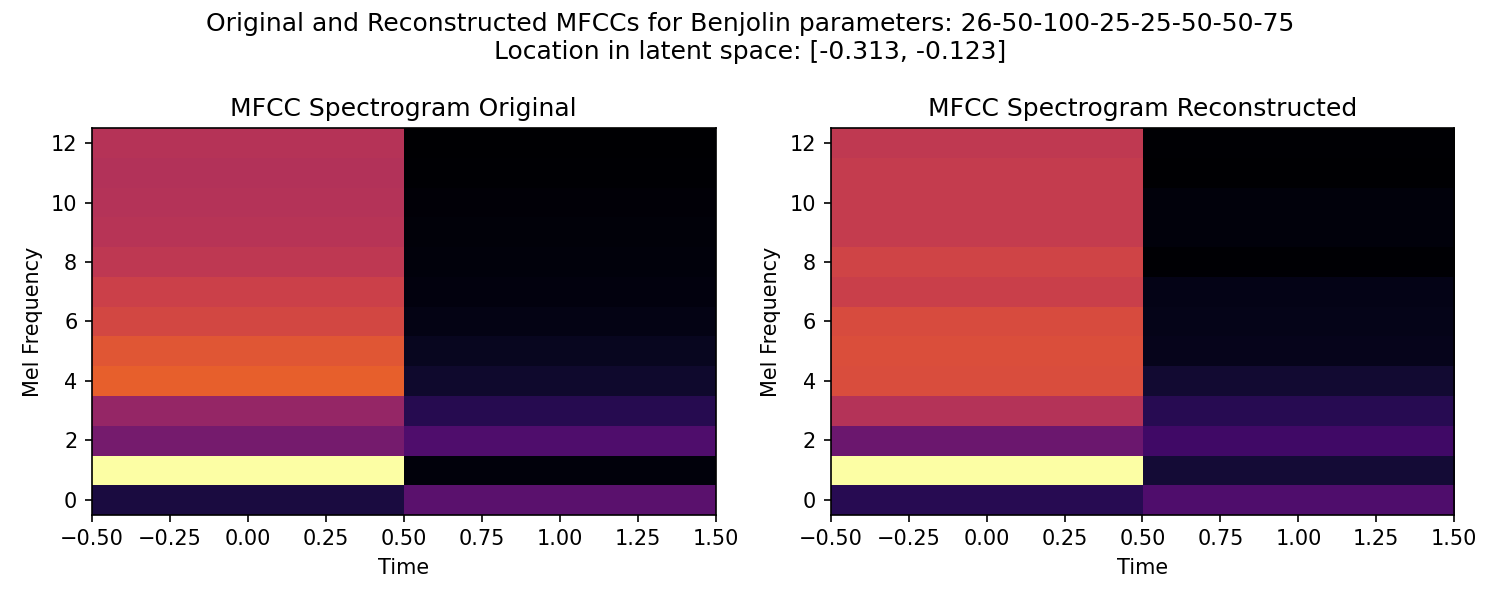 Original and Reconstructed MFCCs for Benjolin parameters: 26-50-100-25-25-50-50-75
Location in latent space: [-0.313, -0.123]
MFCC Spectrogram Original
12
10
8
6
4
2
0
Mel Frequency
−0.50 −0.25 0.00 0.25 0.50 0.75 1.00 1.25 1.50
Time
MFCC Spectrogram Reconstructed
12
10
8
6
4
2
0
Mel Frequency
−0.50 −0.25 0.00 0.25 0.50 0.75 1.00 1.25 1.50
Time